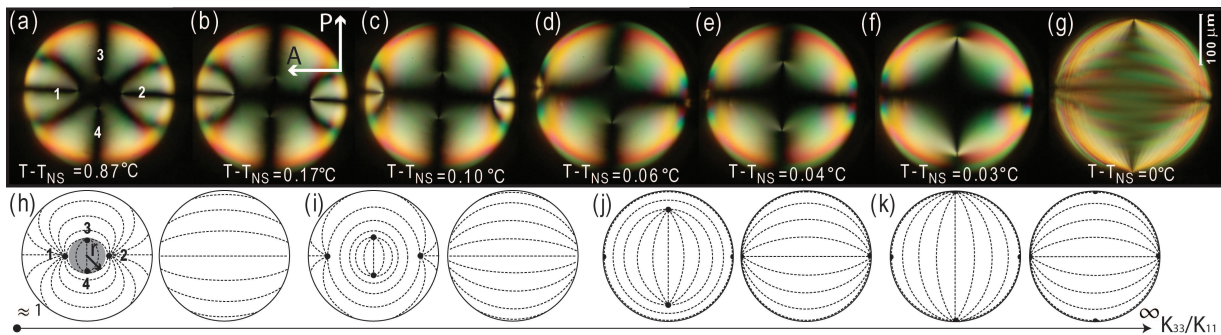 (a) (b) (c) (d) (e) (f) (g)
P
A
100 μm
3
1 2
4
T-T_NS =0.87°C T-T_NS =0.17°C T-T_NS =0.10°C T-T_NS =0.06°C T-T_NS =0.04°C T-T_NS =0.03°C T-T_NS =0°C
(h) (i) (j) (k)
3
1 r 2
4
≈ 1 ∞ K₃₃/K₁₁